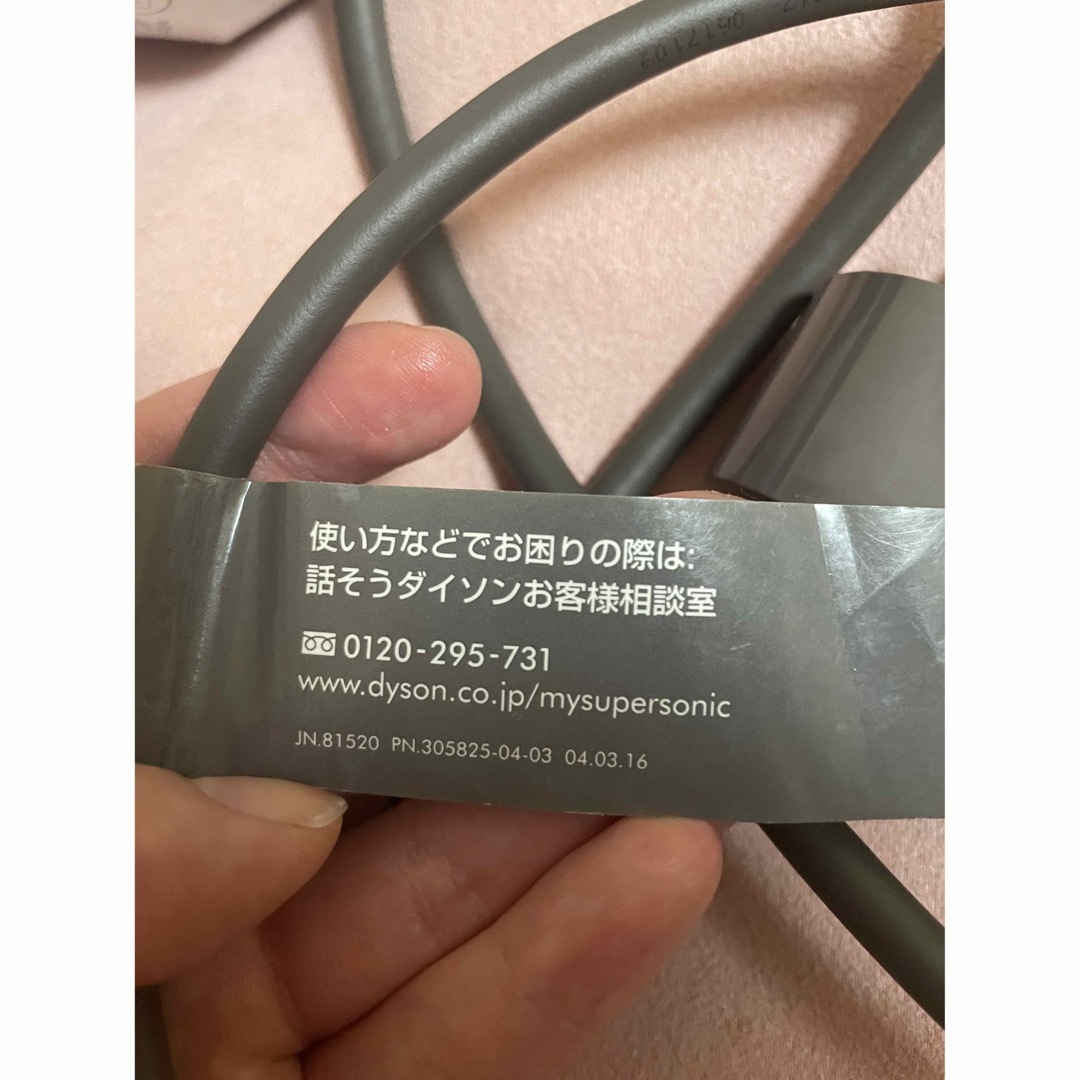 使い方などでお困りの際は:
話そうダイソンお客様相談室
0120-295-731
www.dyson.co.jp/mysupersonic
JN.81520 PN.305825-04-03 04.03.16